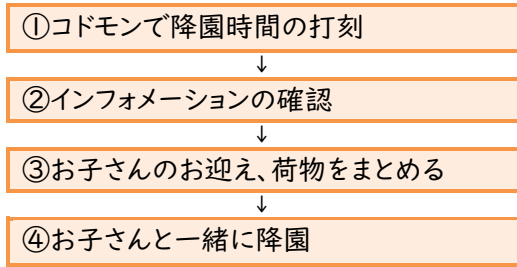 ①コドモンで降園時間の打刻
↓
②インフォメーションの確認
↓
③お子さんのお迎え、荷物をまとめる
↓
④お子さんと一緒に降園